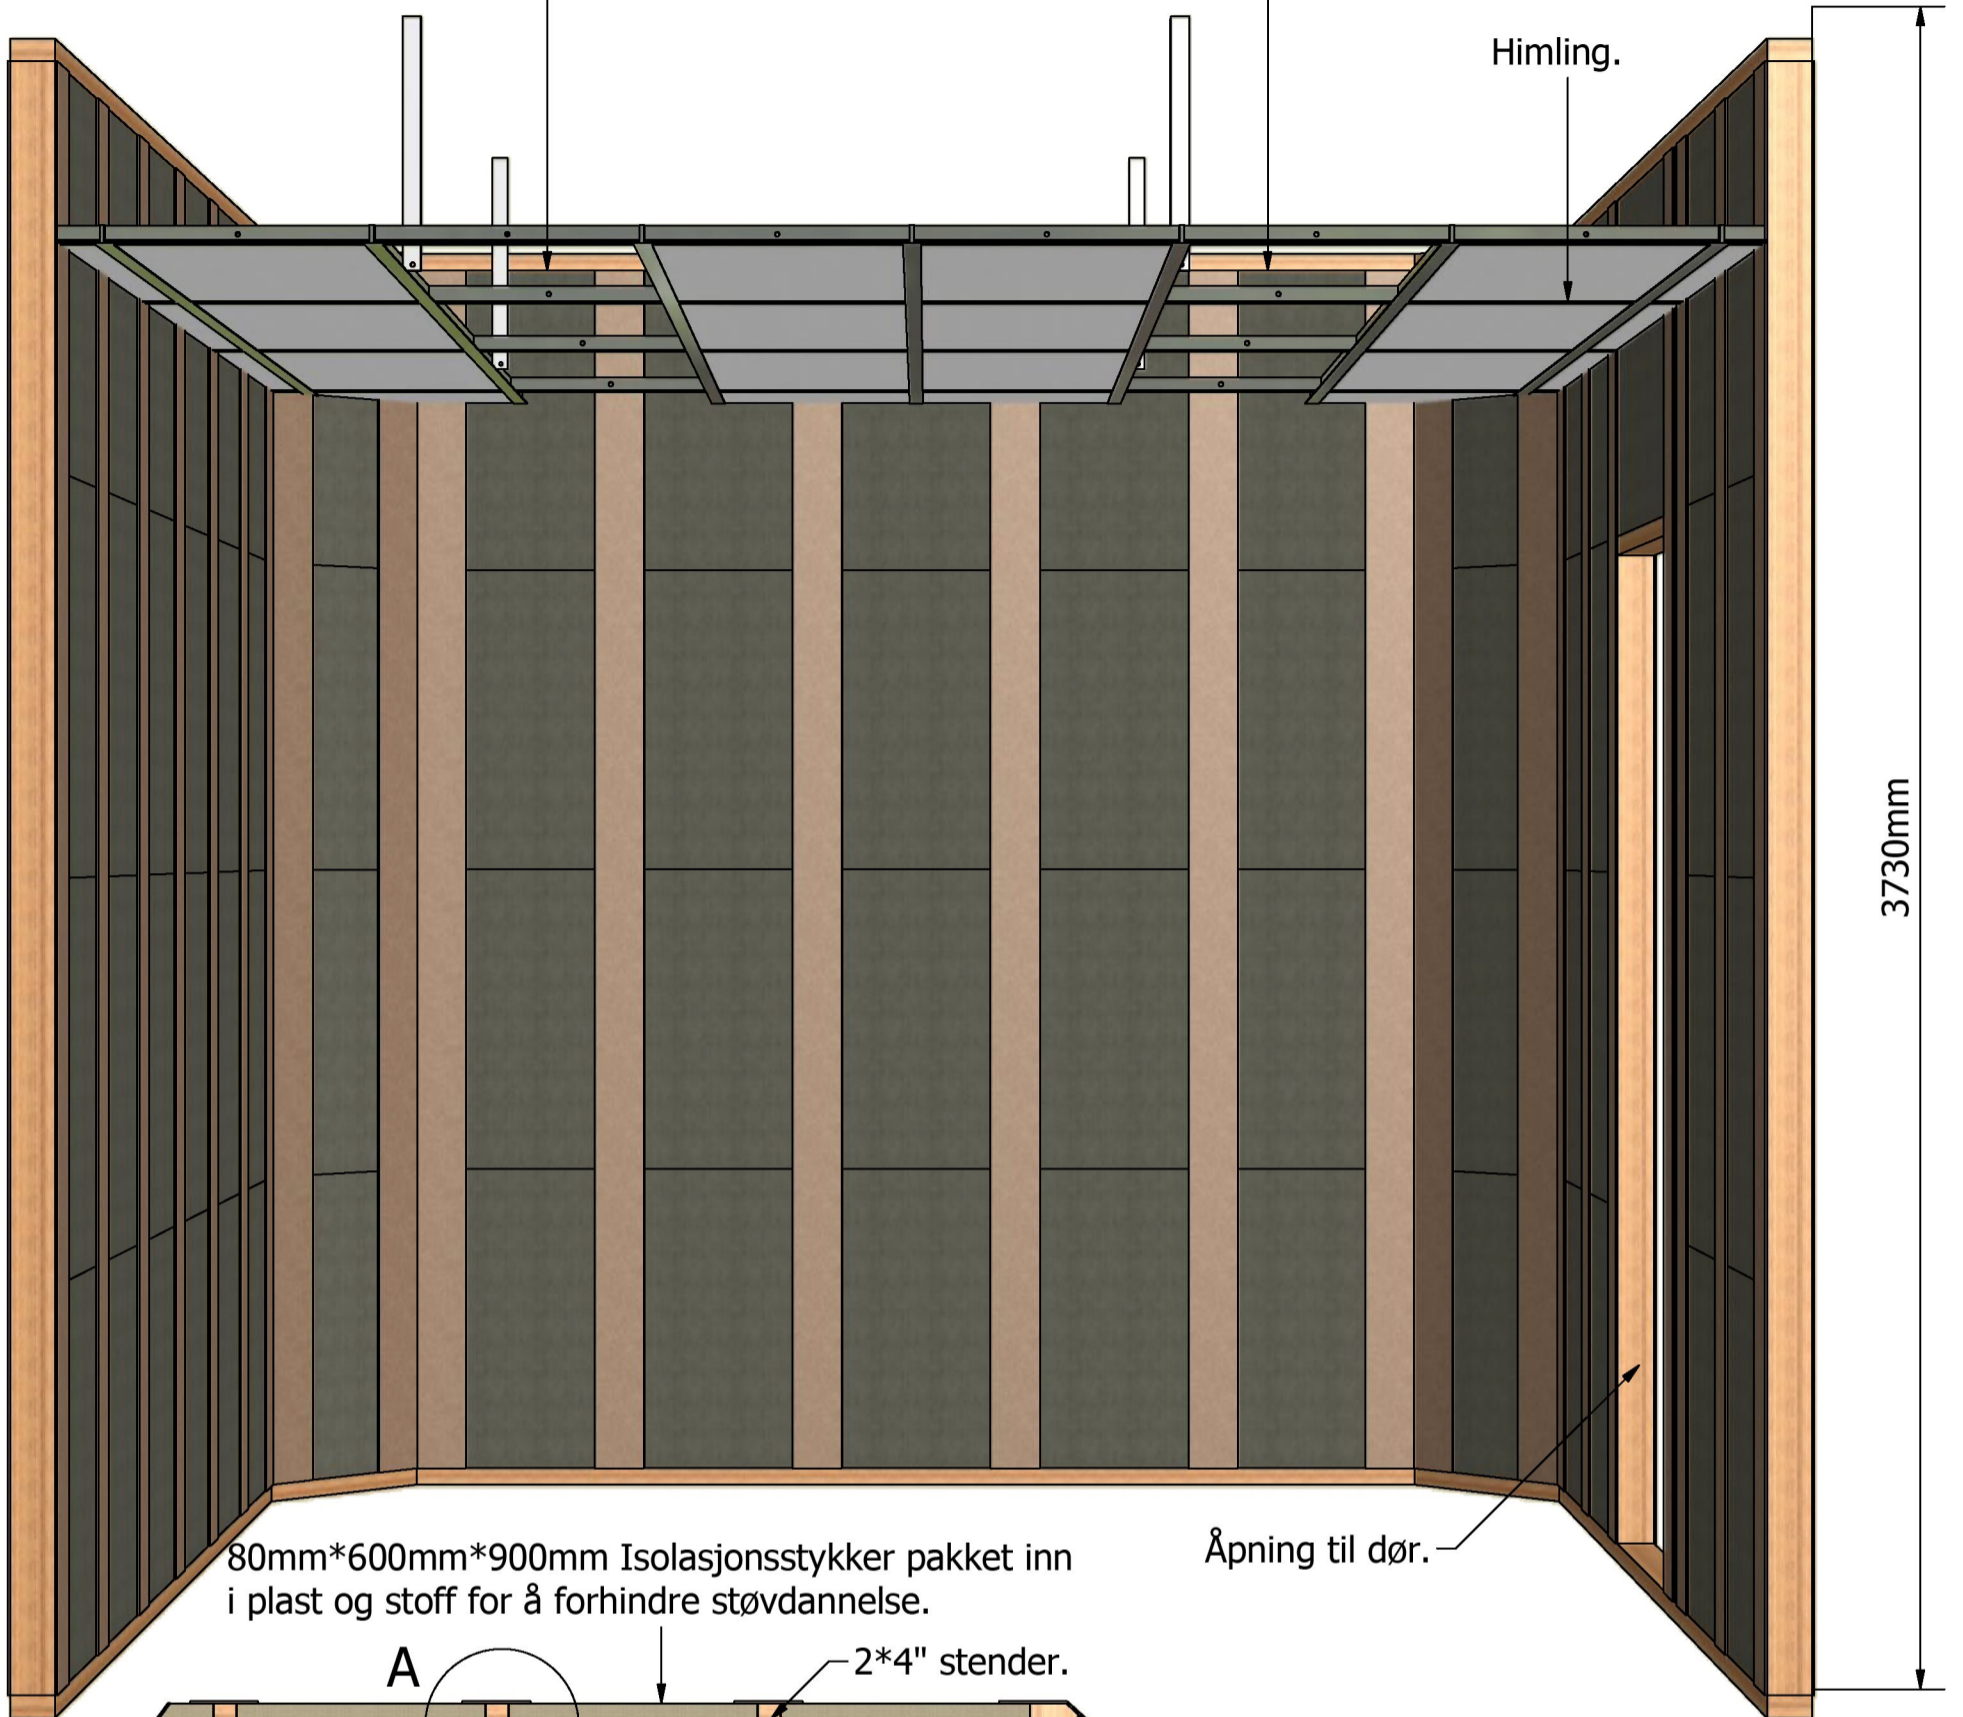 Himling.
3730mm
80mm*600mm*900mm Isolasjonsstykker pakket inn
i plast og stoff for å forhindre støvdannelse.
Åpning til dør.
A
2*4" stender.